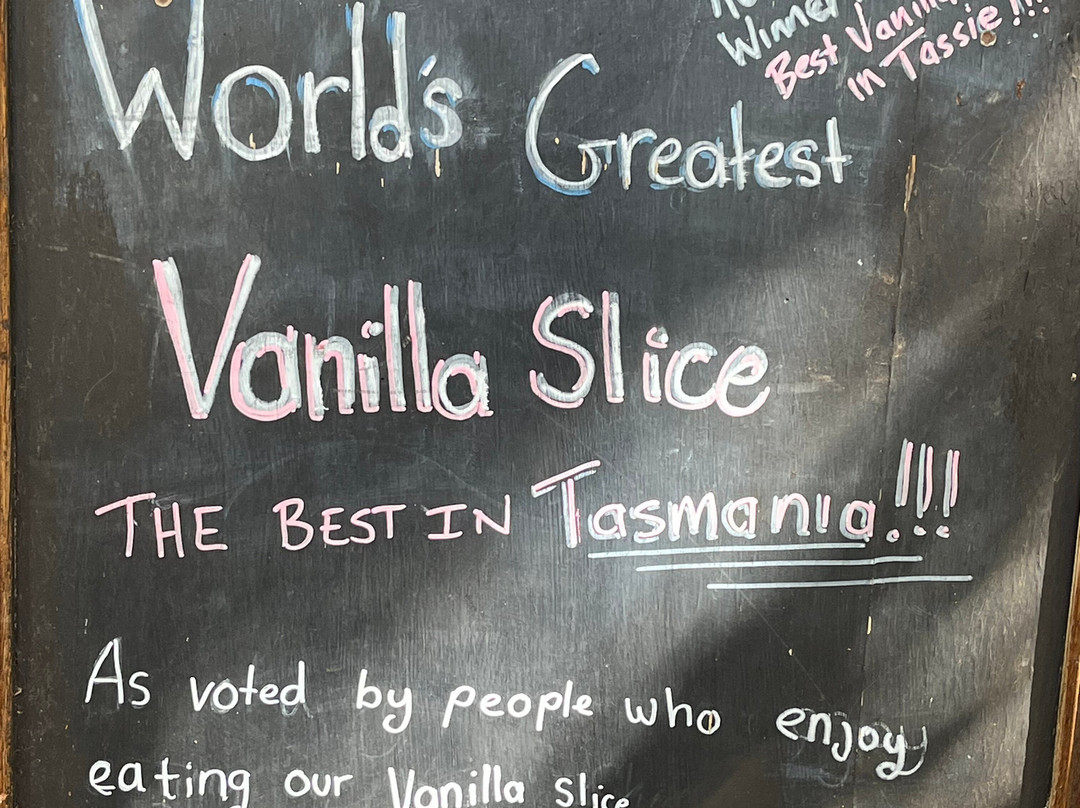 Winner
Best Vanilla
in Tassie!!!
World's Greatest
Vanilla Slice
THE BEST IN Tasmania!!!
As voted by people who enjoy
eating our Vanilla Slice